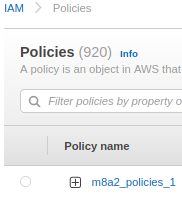 IAM > Policies
Policies (920) Info
A policy is an object in AWS that
Filter policies by property o
Policy name
m8a2_policies_1